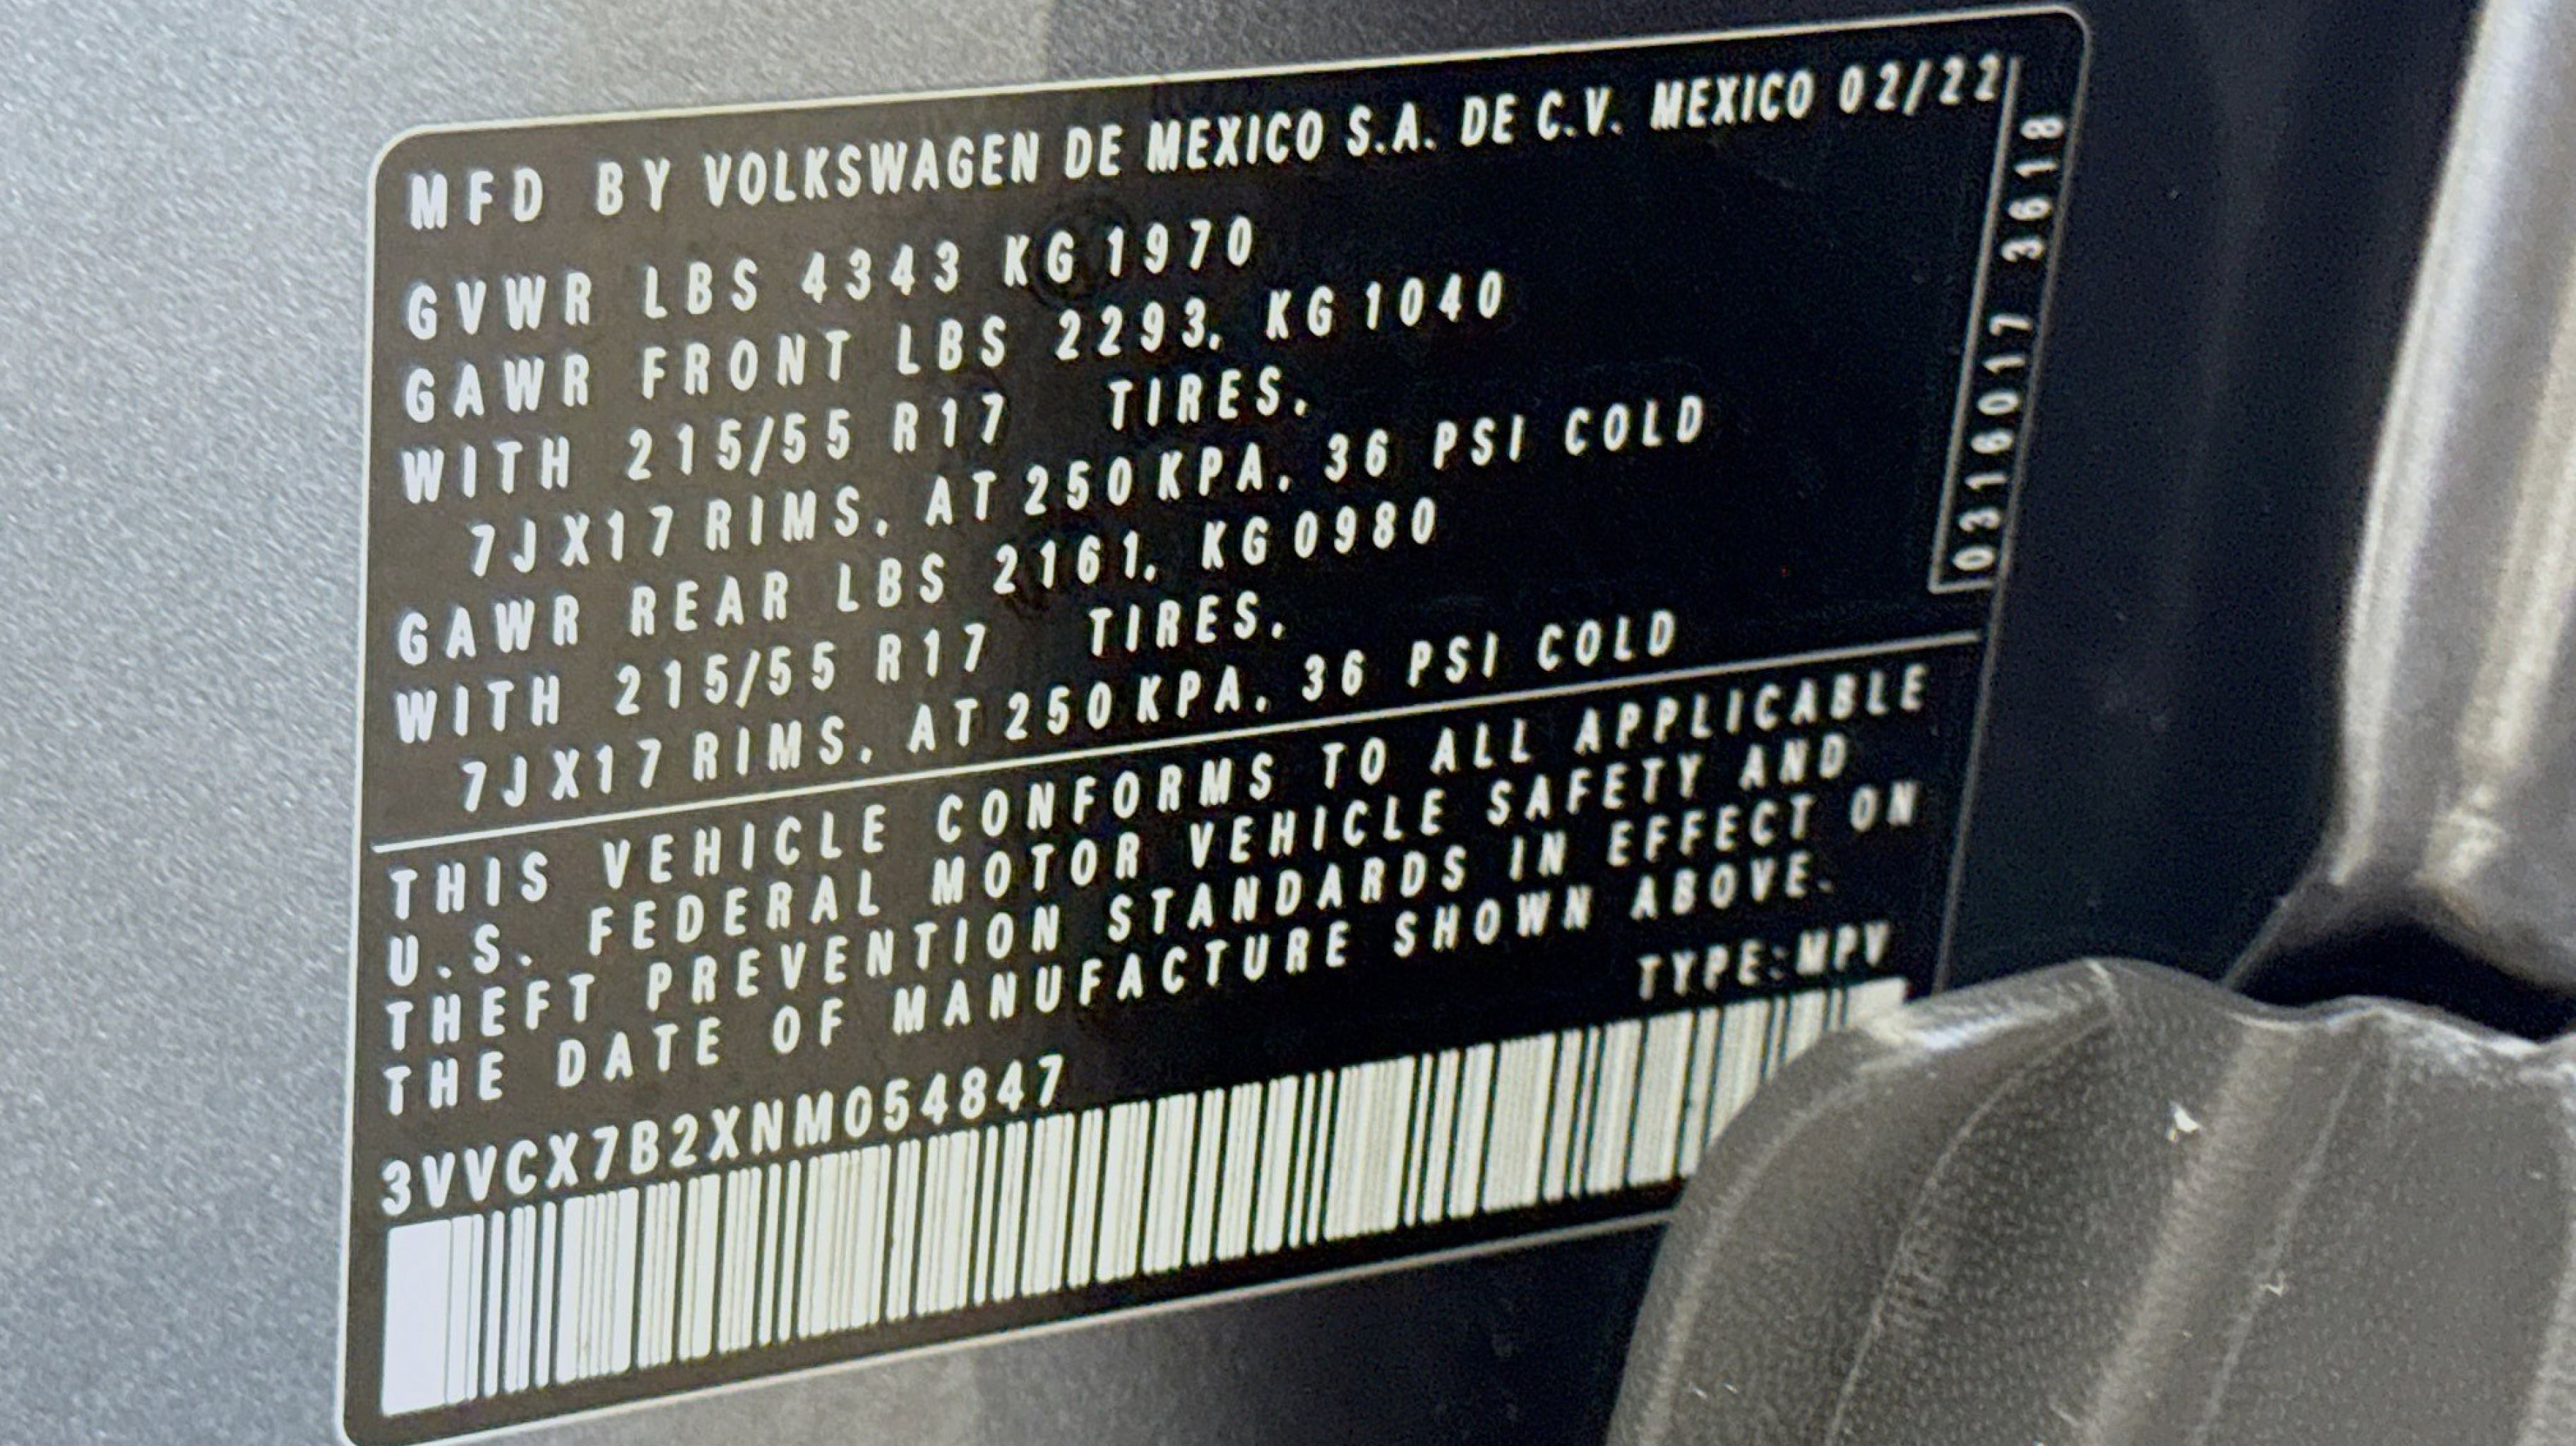 MFD BY VOLKSWAGEN DE MEXICO S.A. DE C.V. MEXICO 02/22
GVWR LBS 4343 KG 1970
GAWR FRONT LBS 2293, KG 1040
WITH 215/55 R17 TIRES,
7JX17 RIMS, AT 250 KPA, 36 PSI COLD
GAWR REAR LBS 2161, KG 0980
WITH 215/55 R17 TIRES,
7JX17 RIMS, AT 250 KPA, 36 PSI COLD
03316017 3618
THIS VEHICLE CONFORMS TO ALL APPLICABLE
U.S. FEDERAL MOTOR VEHICLE SAFETY AND
THEFT PREVENTION STANDARDS IN EFFECT ON
THE DATE OF MANUFACTURE SHOWN ABOVE.
TYPE:MPV
3VVCX7B2XNM054847